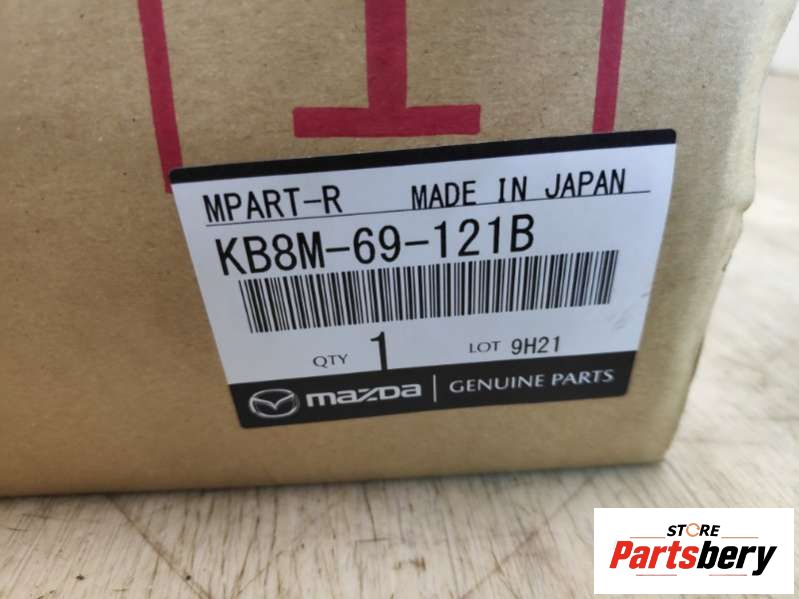 MPART-R MADE IN JAPAN
KB8M-69-121B
QTY 1 LOT 9H21
mazda | GENUINE PARTS
STORE
Partsbery